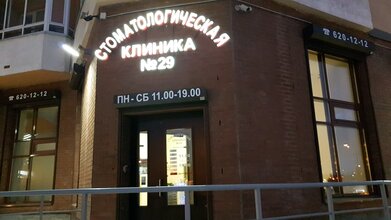 СТОМАТОЛОГИЧЕСКАЯ
КЛИНИКА
№29
☎ 620-12-12
☎ 620-12-12
ПН - СБ 11.00-19.00